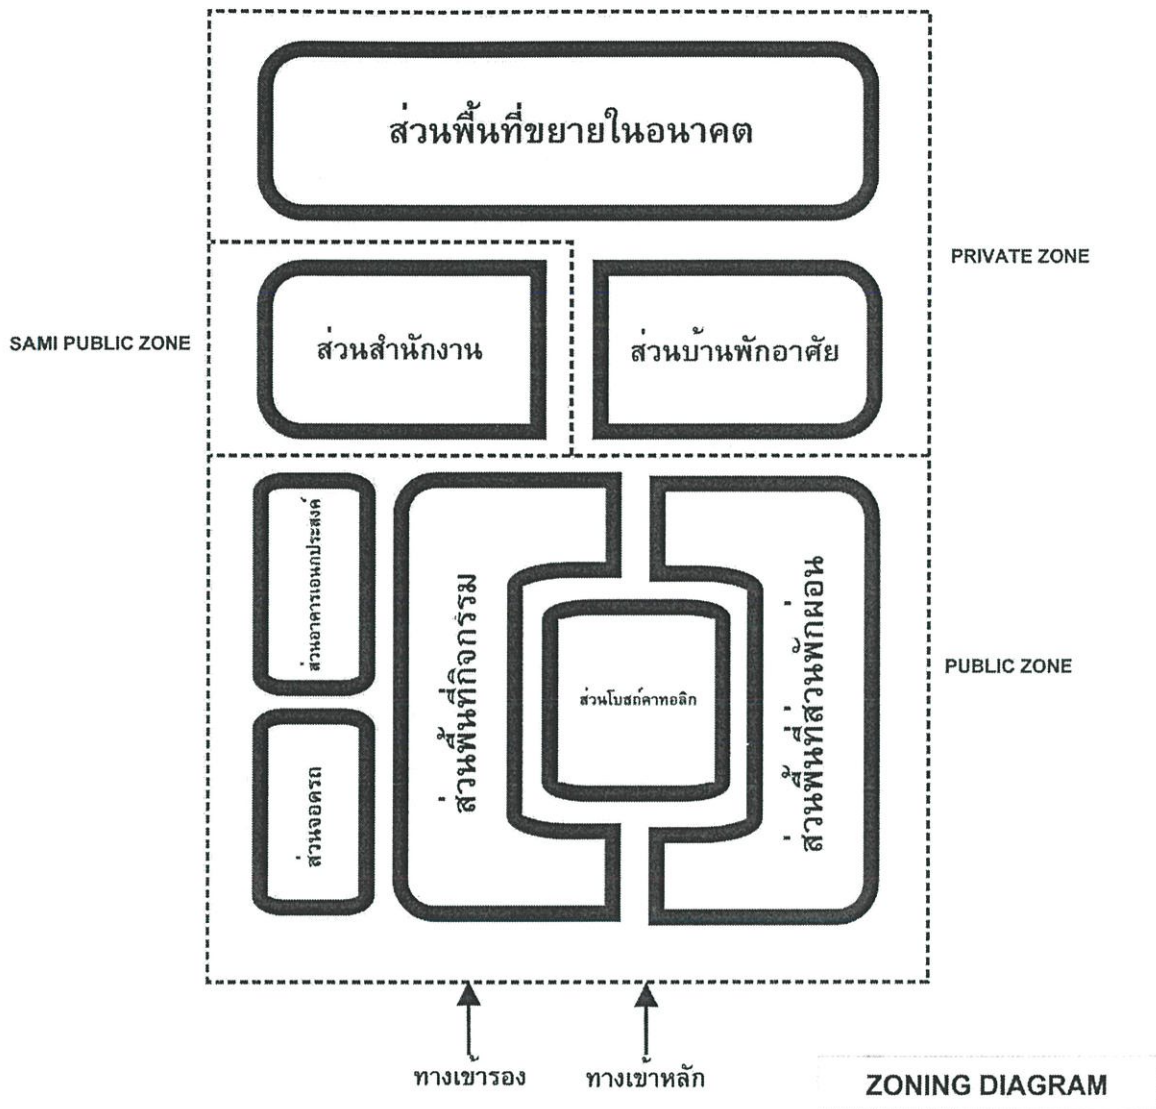 ส่วนพื้นที่ขยายในอนาคต
PRIVATE ZONE
SAMI PUBLIC ZONE
ส่วนสำนักงาน
ส่วนบ้านพักอาศัย
ส่วนอาคารเอนกประสงค์
ส่วนพื้นที่กิจกรรม
ส่วนโบสถ์คาทอลิก
ส่วนพื้นที่ส่วนพักผ่อน
PUBLIC ZONE
ส่วนจอดรถ
ทางเข้ารอง
ทางเข้าหลัก
ZONING DIAGRAM